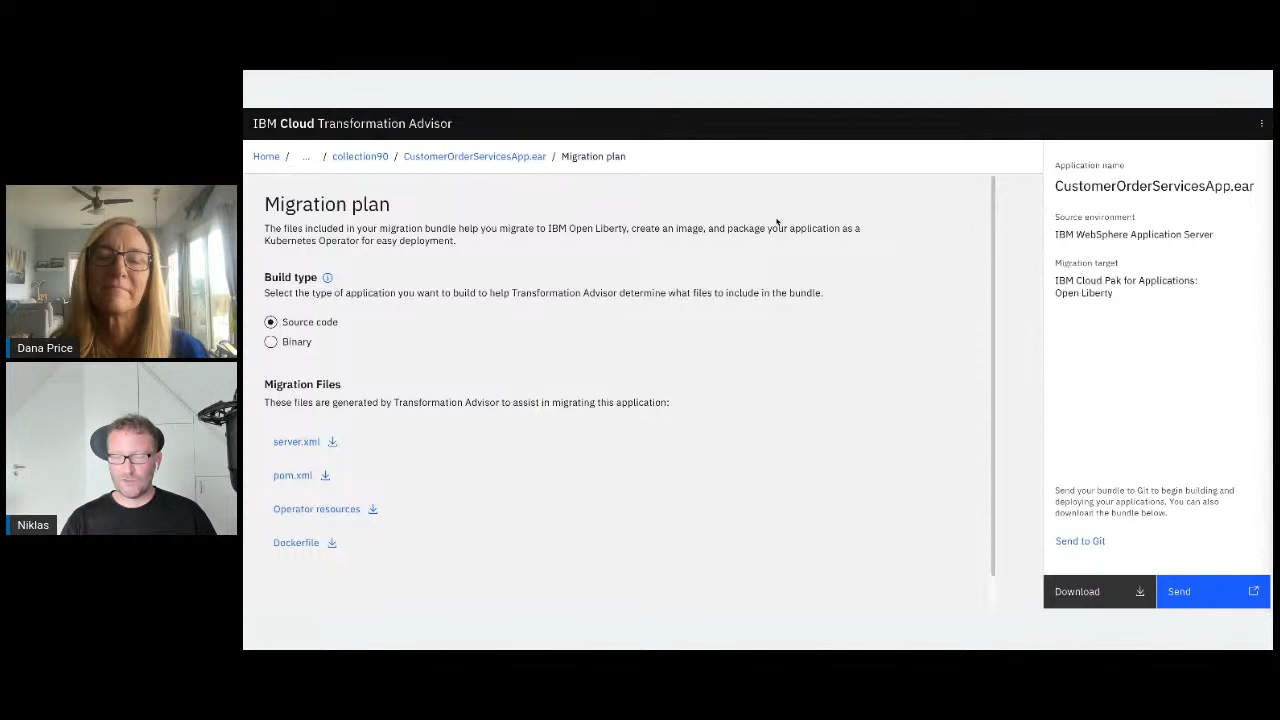 IBM Cloud Transformation Advisor
Home / ... / collection90 / CustomerOrderServicesApp.ear / Migration plan
Migration plan
The files included in your migration bundle help you migrate to IBM Open Liberty, create an image, and package your application as a
Kubernetes Operator for easy deployment.
Build type
Select the type of application you want to build to help Transformation Advisor determine what files to include in the bundle.
Source code
Binary
Migration Files
These files are generated by Transformation Advisor to assist in migrating this application:
server.xml
pom.xml
Operator resources
Dockerfile
Application name
CustomerOrderServicesApp.ear
Source environment
IBM WebSphere Application Server
Migration target
IBM Cloud Pak for Applications:
Open Liberty
Send your bundle to Git to begin building and
deploying your applications. You can also
download the bundle below.
Send to Git
Download
Send
Dana Price
Niklas